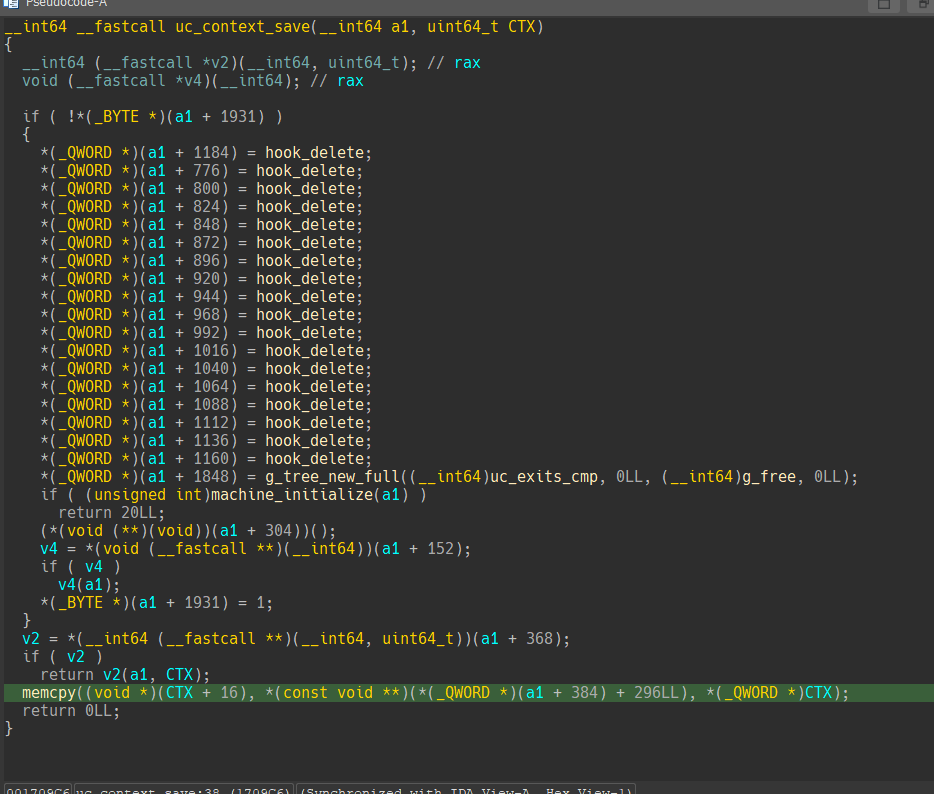 Pseudocode-A
__int64 __fastcall uc_context_save(__int64 a1, uint64_t CTX)
{
  __int64 (__fastcall *v2)(__int64, uint64_t); // rax
  void (__fastcall *v4)(__int64); // rax
  if ( !*(_BYTE *)(a1 + 1931) )
  {
    *(_QWORD *)(a1 + 1184) = hook_delete;
    *(_QWORD *)(a1 + 776) = hook_delete;
    *(_QWORD *)(a1 + 800) = hook_delete;
    *(_QWORD *)(a1 + 824) = hook_delete;
    *(_QWORD *)(a1 + 848) = hook_delete;
    *(_QWORD *)(a1 + 872) = hook_delete;
    *(_QWORD *)(a1 + 896) = hook_delete;
    *(_QWORD *)(a1 + 920) = hook_delete;
    *(_QWORD *)(a1 + 944) = hook_delete;
    *(_QWORD *)(a1 + 968) = hook_delete;
    *(_QWORD *)(a1 + 992) = hook_delete;
    *(_QWORD *)(a1 + 1016) = hook_delete;
    *(_QWORD *)(a1 + 1040) = hook_delete;
    *(_QWORD *)(a1 + 1064) = hook_delete;
    *(_QWORD *)(a1 + 1088) = hook_delete;
    *(_QWORD *)(a1 + 1112) = hook_delete;
    *(_QWORD *)(a1 + 1136) = hook_delete;
    *(_QWORD *)(a1 + 1160) = hook_delete;
    *(_QWORD *)(a1 + 1848) = g_tree_new_full((__int64)uc_exits_cmp, 0LL, (__int64)g_free, 0LL);
    if ( (unsigned int)machine_initialize(a1) )
      return 20LL;
    (*(void (**)(void))(a1 + 304))();
    v4 = *(void (__fastcall **)(__int64))(a1 + 152);
    if ( v4 )
      v4(a1);
    *(_BYTE *)(a1 + 1931) = 1;
  }
  v2 = *(__int64 (__fastcall **)(__int64, uint64_t))(a1 + 368);
  if ( v2 )
    return v2(a1, CTX);
  memcpy((void *)(CTX + 16), *(const void **)(*(_QWORD *)(a1 + 384) + 296LL), *(_QWORD *)CTX);
  return 0LL;
}
001709C6 uc_context_save:38 (1709C6) (Synchronized with IDA View-A, Hex View-1)